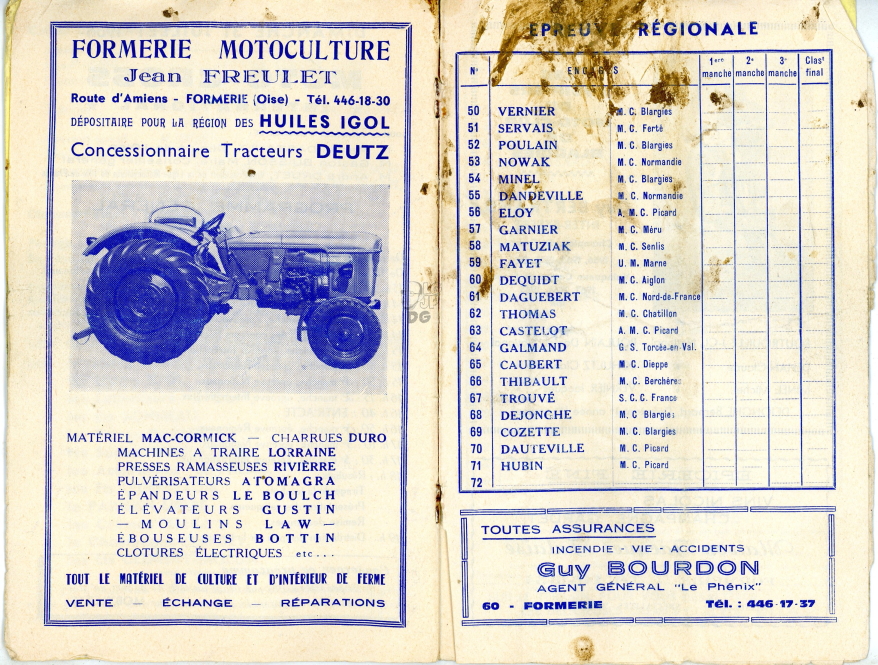 FORMERIE MOTOCULTURE
Jean FREULET
Route d'Amiens - FORMERIE (Oise) - Tél. 446-18-30
DÉPOSITAIRE POUR LA RÉGION DES HUILES IGOL
Concessionnaire Tracteurs DEUTZ
MATÉRIEL MAC-CORMICK — CHARRUES DURO
MACHINES A TRAIRE LORRAINE
PRESSES RAMASSEUSES RIVIÈRRE
PULVÉRISATEURS ATOMAGRA
ÉPANDEURS LE BOULCH
ÉLÉVATEURS GUSTIN
— MOULINS LAW —
ÉBOUSEUSES BOTTIN
CLOTURES ÉLECTRIQUES etc...
TOUT LE MATÉRIEL DE CULTURE ET D'INTÉRIEUR DE FERME
VENTE — ÉCHANGE — RÉPARATIONS
ÉPREUVE RÉGIONALE
N° ENGAGÉS 1ere manche 2e manche 3e manche Clast final
50 VERNIER M. C. Blargies
51 SERVAIS M. C. Ferté
52 POULAIN M. C. Blargies
53 NOWAK M. C. Normandie
54 MINEL M. C. Blargies
55 DANDEVILLE M. C. Normandie
56 ELOY A. M. C. Picard
57 GARNIER M. C. Méru
58 MATUZIAK M. C. Senlis
59 FAYET U. M. Marne
60 DEQUIDT M. C. Aiglon
61 DAGUEBERT M. C. Nord-de-France
62 THOMAS M. C. Chatillon
63 CASTELOT A. M. C. Picard
64 GALMAND G. S. Torcée-en-Val.
65 CAUBERT M. C. Dieppe
66 THIBAULT M. C. Berchères
67 TROUVÉ S. C. C. France
68 DEJONCHE M. C Blargies
69 COZETTE M. C. Blargies
70 DAUTEVILLE M. C. Picard
71 HUBIN M. C. Picard
72
TOUTES ASSURANCES
INCENDIE - VIE - ACCIDENTS
Guy BOURDON
AGENT GÉNÉRAL "Le Phénix"
60 - FORMERIE Tél. : 446-17-37